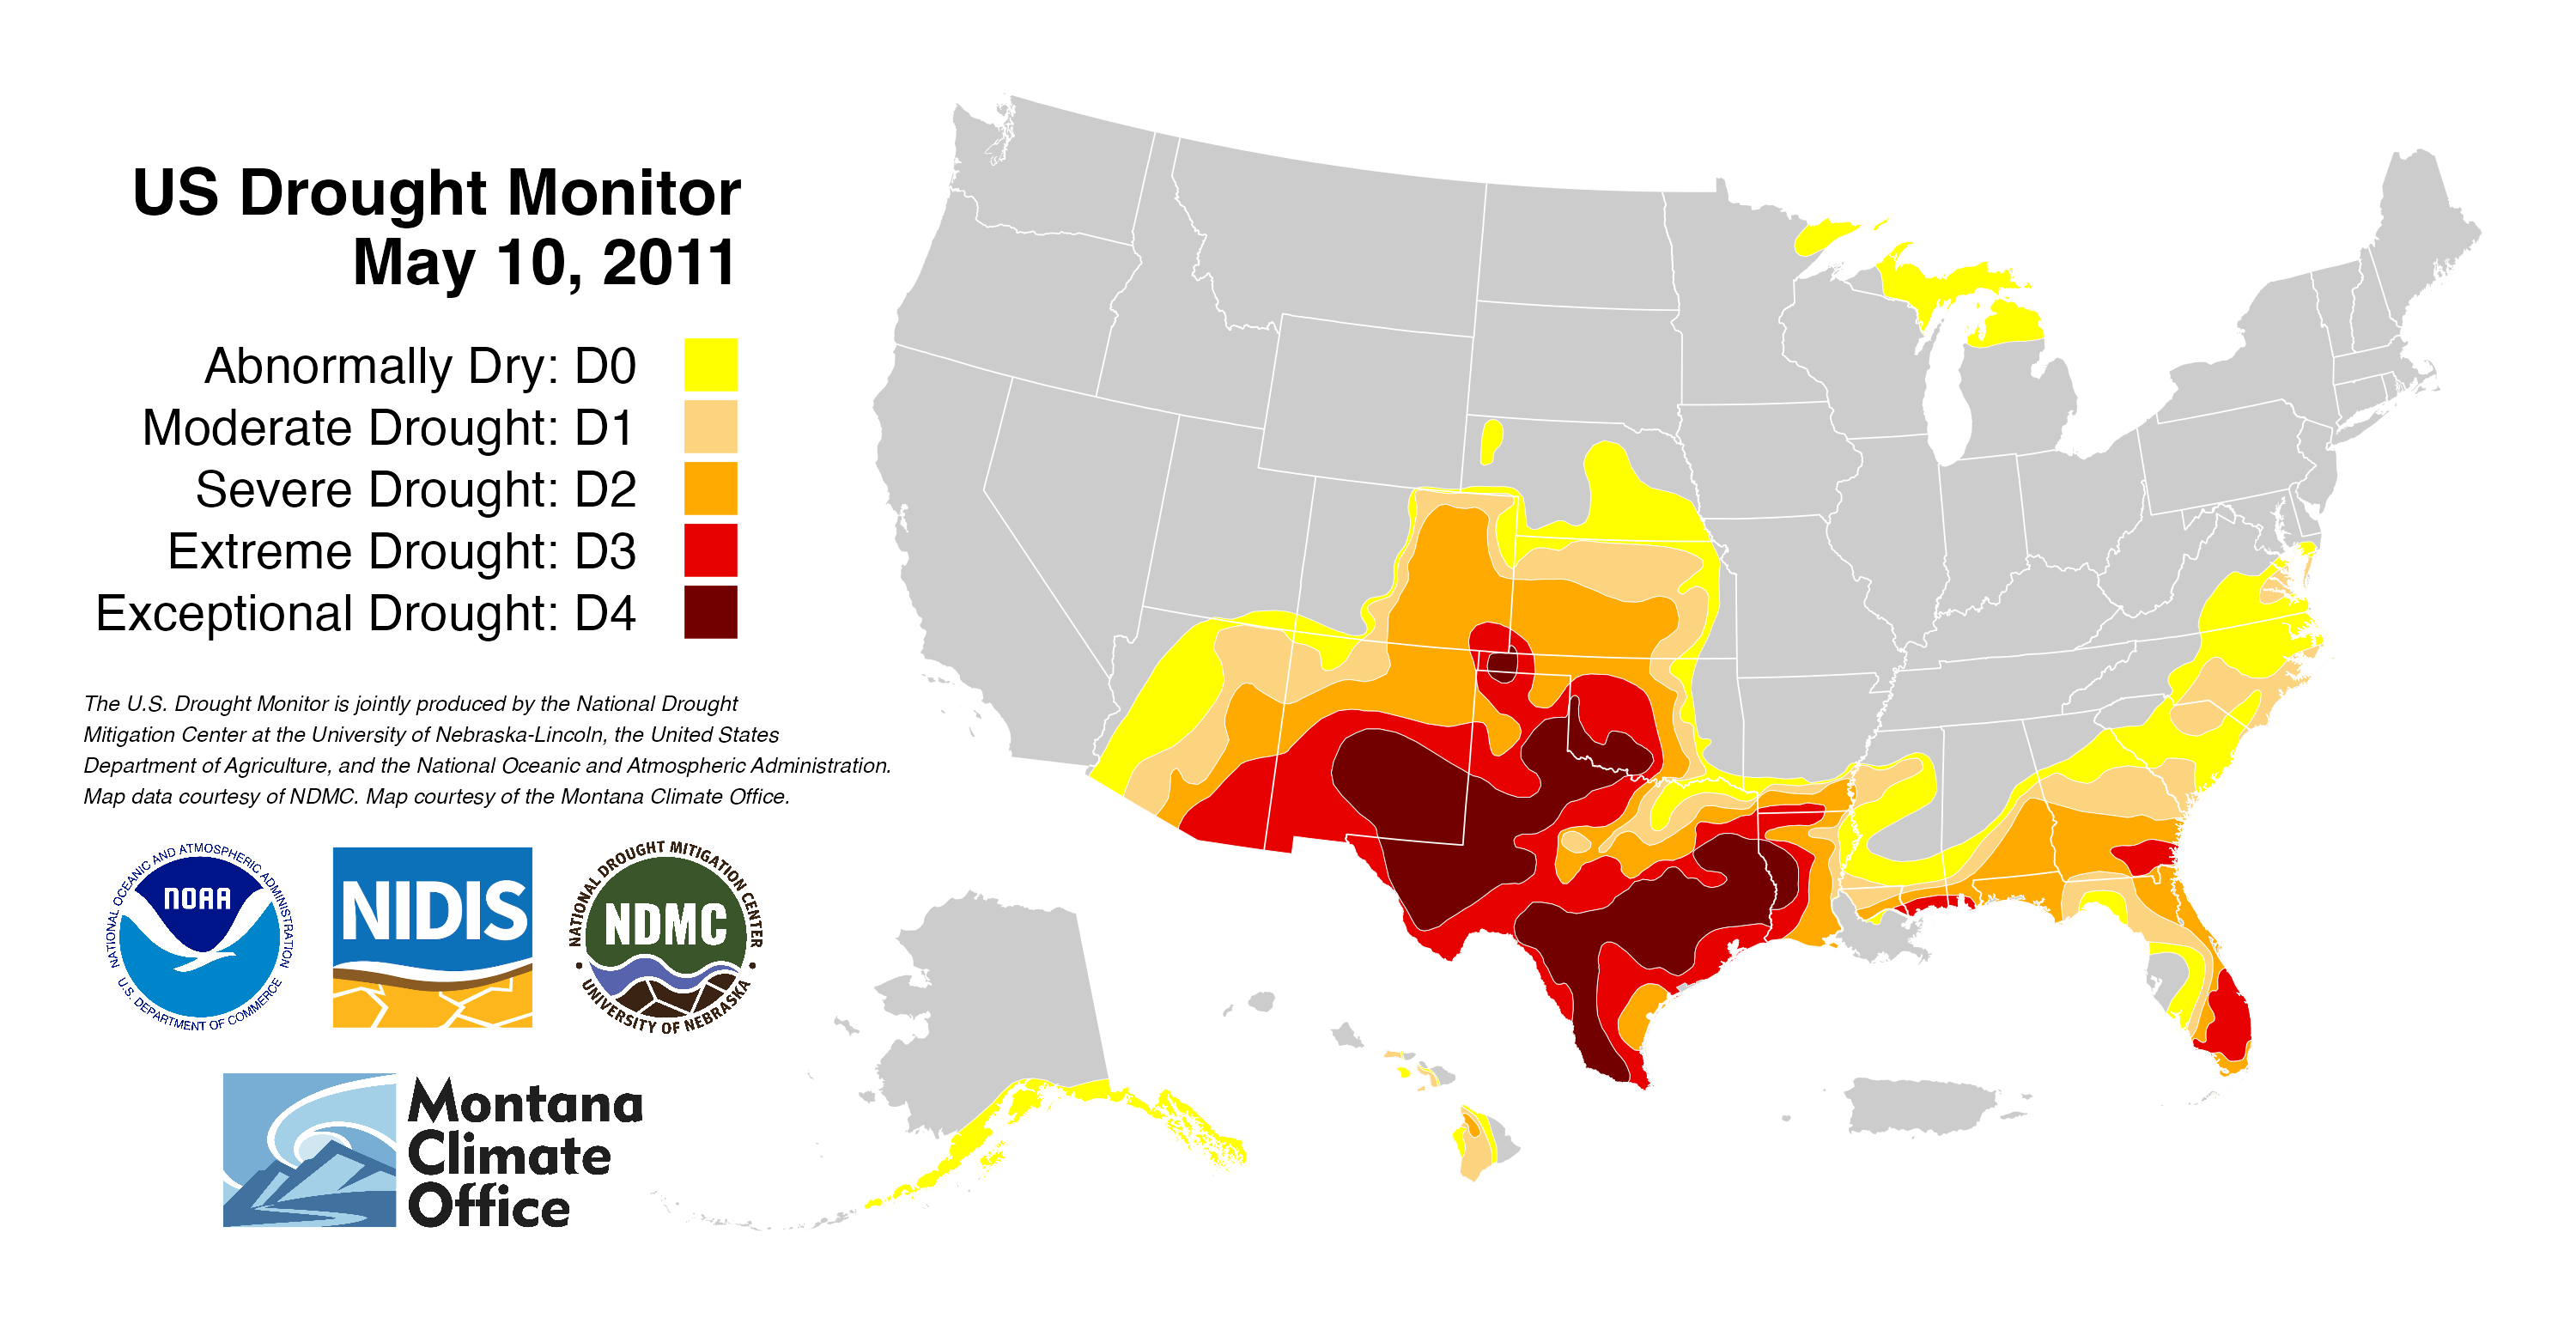 US Drought Monitor
May 10, 2011
Abnormally Dry: D0
Moderate Drought: D1
Severe Drought: D2
Extreme Drought: D3
Exceptional Drought: D4
The U.S. Drought Monitor is jointly produced by the National Drought
Mitigation Center at the University of Nebraska-Lincoln, the United States
Department of Agriculture, and the National Oceanic and Atmospheric Administration.
Map data courtesy of NDMC. Map courtesy of the Montana Climate Office.
NATIONAL OCEANIC AND ATMOSPHERIC ADMINISTRATION
NOAA
U.S. DEPARTMENT OF COMMERCE
NIDIS
NATIONAL DROUGHT MITIGATION CENTER
NDMC
UNIVERSITY OF NEBRASKA
Montana
Climate
Office